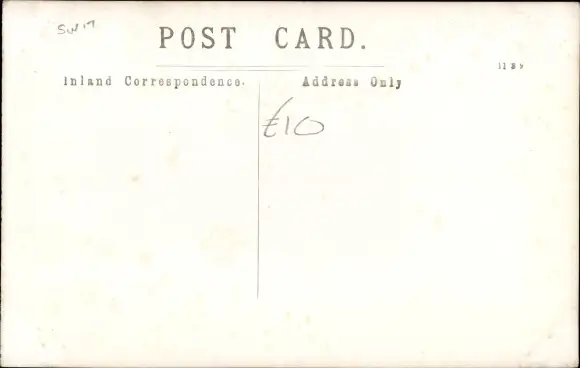 SW17
POST CARD.
Inland Correspondence.
Address Only
£10